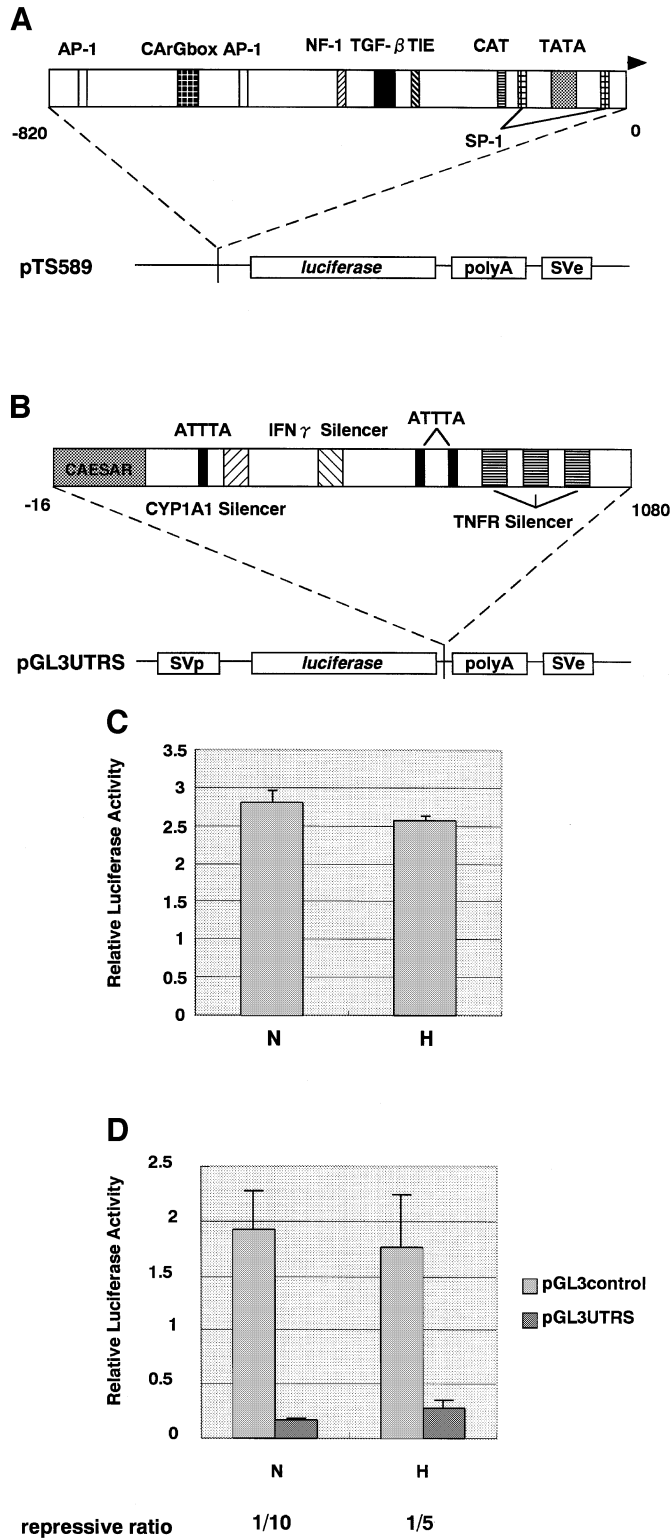 A
AP-1 CArGbox AP-1 NF-1 TGF-βTIE CAT TATA
SP-1
-820 0
pTS589 luciferase polyA SVe
B
ATTTA IFNγ Silencer ATTTA
CAESAR
-16 CYP1A1 Silencer TNFR Silencer 1080
pGL3UTRS SVp luciferase polyA SVe
C
Relative Luciferase Activity
3.5
3
2.5
2
1.5
1
0.5
0
N H
D
Relative Luciferase Activity
2.5
2
1.5
1
0.5
0
N H
pGL3control
pGL3UTRS
repressive ratio 1/10 1/5